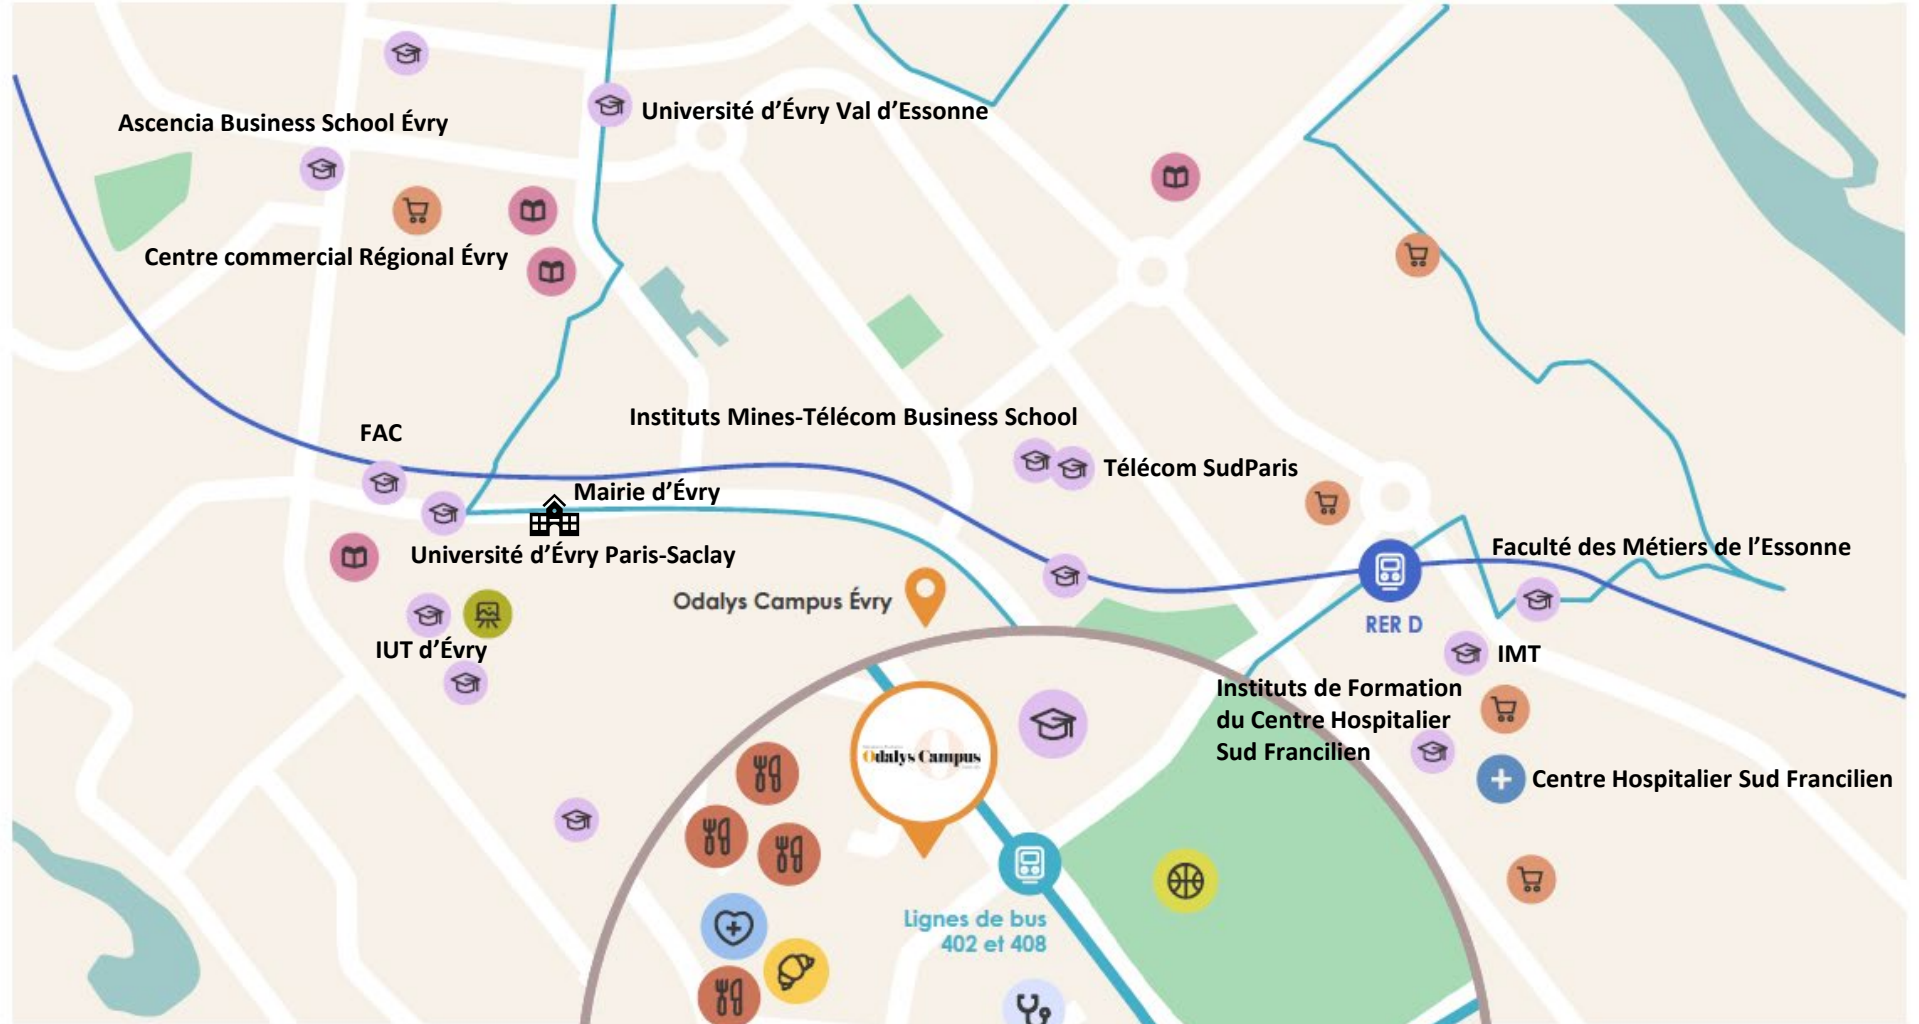 Université d’Évry Val d’Essonne
Ascencia Business School Évry
Centre commercial Régional Évry
Instituts Mines-Télécom Business School
FAC
Télécom SudParis
Mairie d’Évry
Université d’Évry Paris-Saclay
Faculté des Métiers de l’Essonne
Odalys Campus Évry
RER D
IUT d’Évry
IMT
Instituts de Formation
du Centre Hospitalier
Sud Francilien
Odalys Campus
Centre Hospitalier Sud Francilien
Lignes de bus
402 et 408